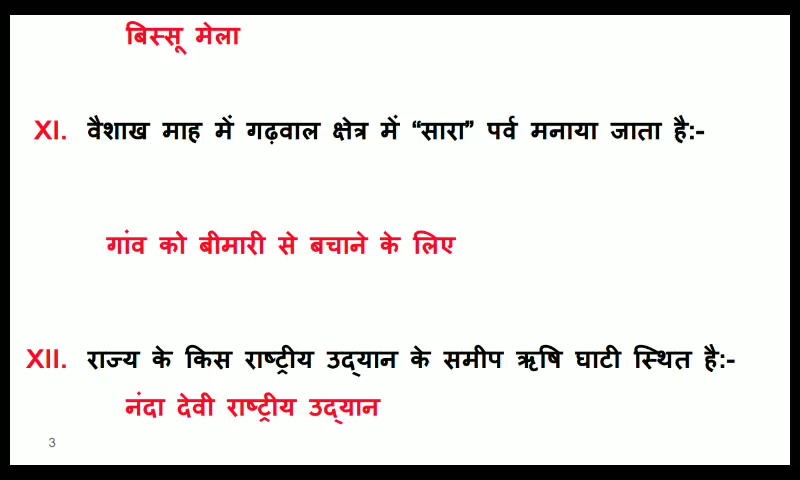 बिस्सू मेला
XI. वैशाख माह में गढ़वाल क्षेत्र में “सारा” पर्व मनाया जाता है:-
गांव को बीमारी से बचाने के लिए
XII. राज्य के किस राष्ट्रीय उद्यान के समीप ऋषि घाटी स्थित है:-
नंदा देवी राष्ट्रीय उद्यान
3